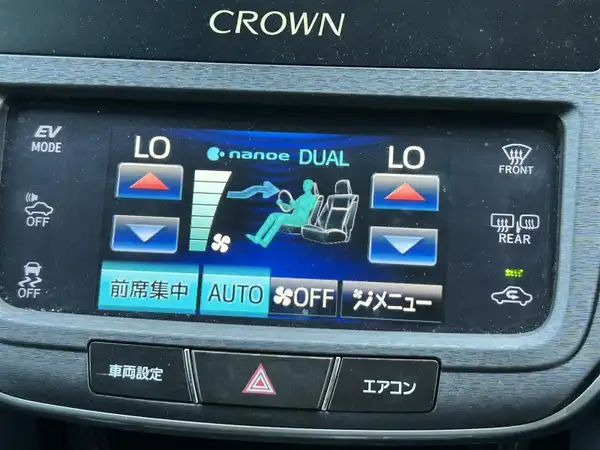 CROWN
EV
MODE
LO
nanoe DUAL
LO
FRONT
OFF
REAR
OFF
前席集中
AUTO
OFF
メニュー
車両設定
エアコン